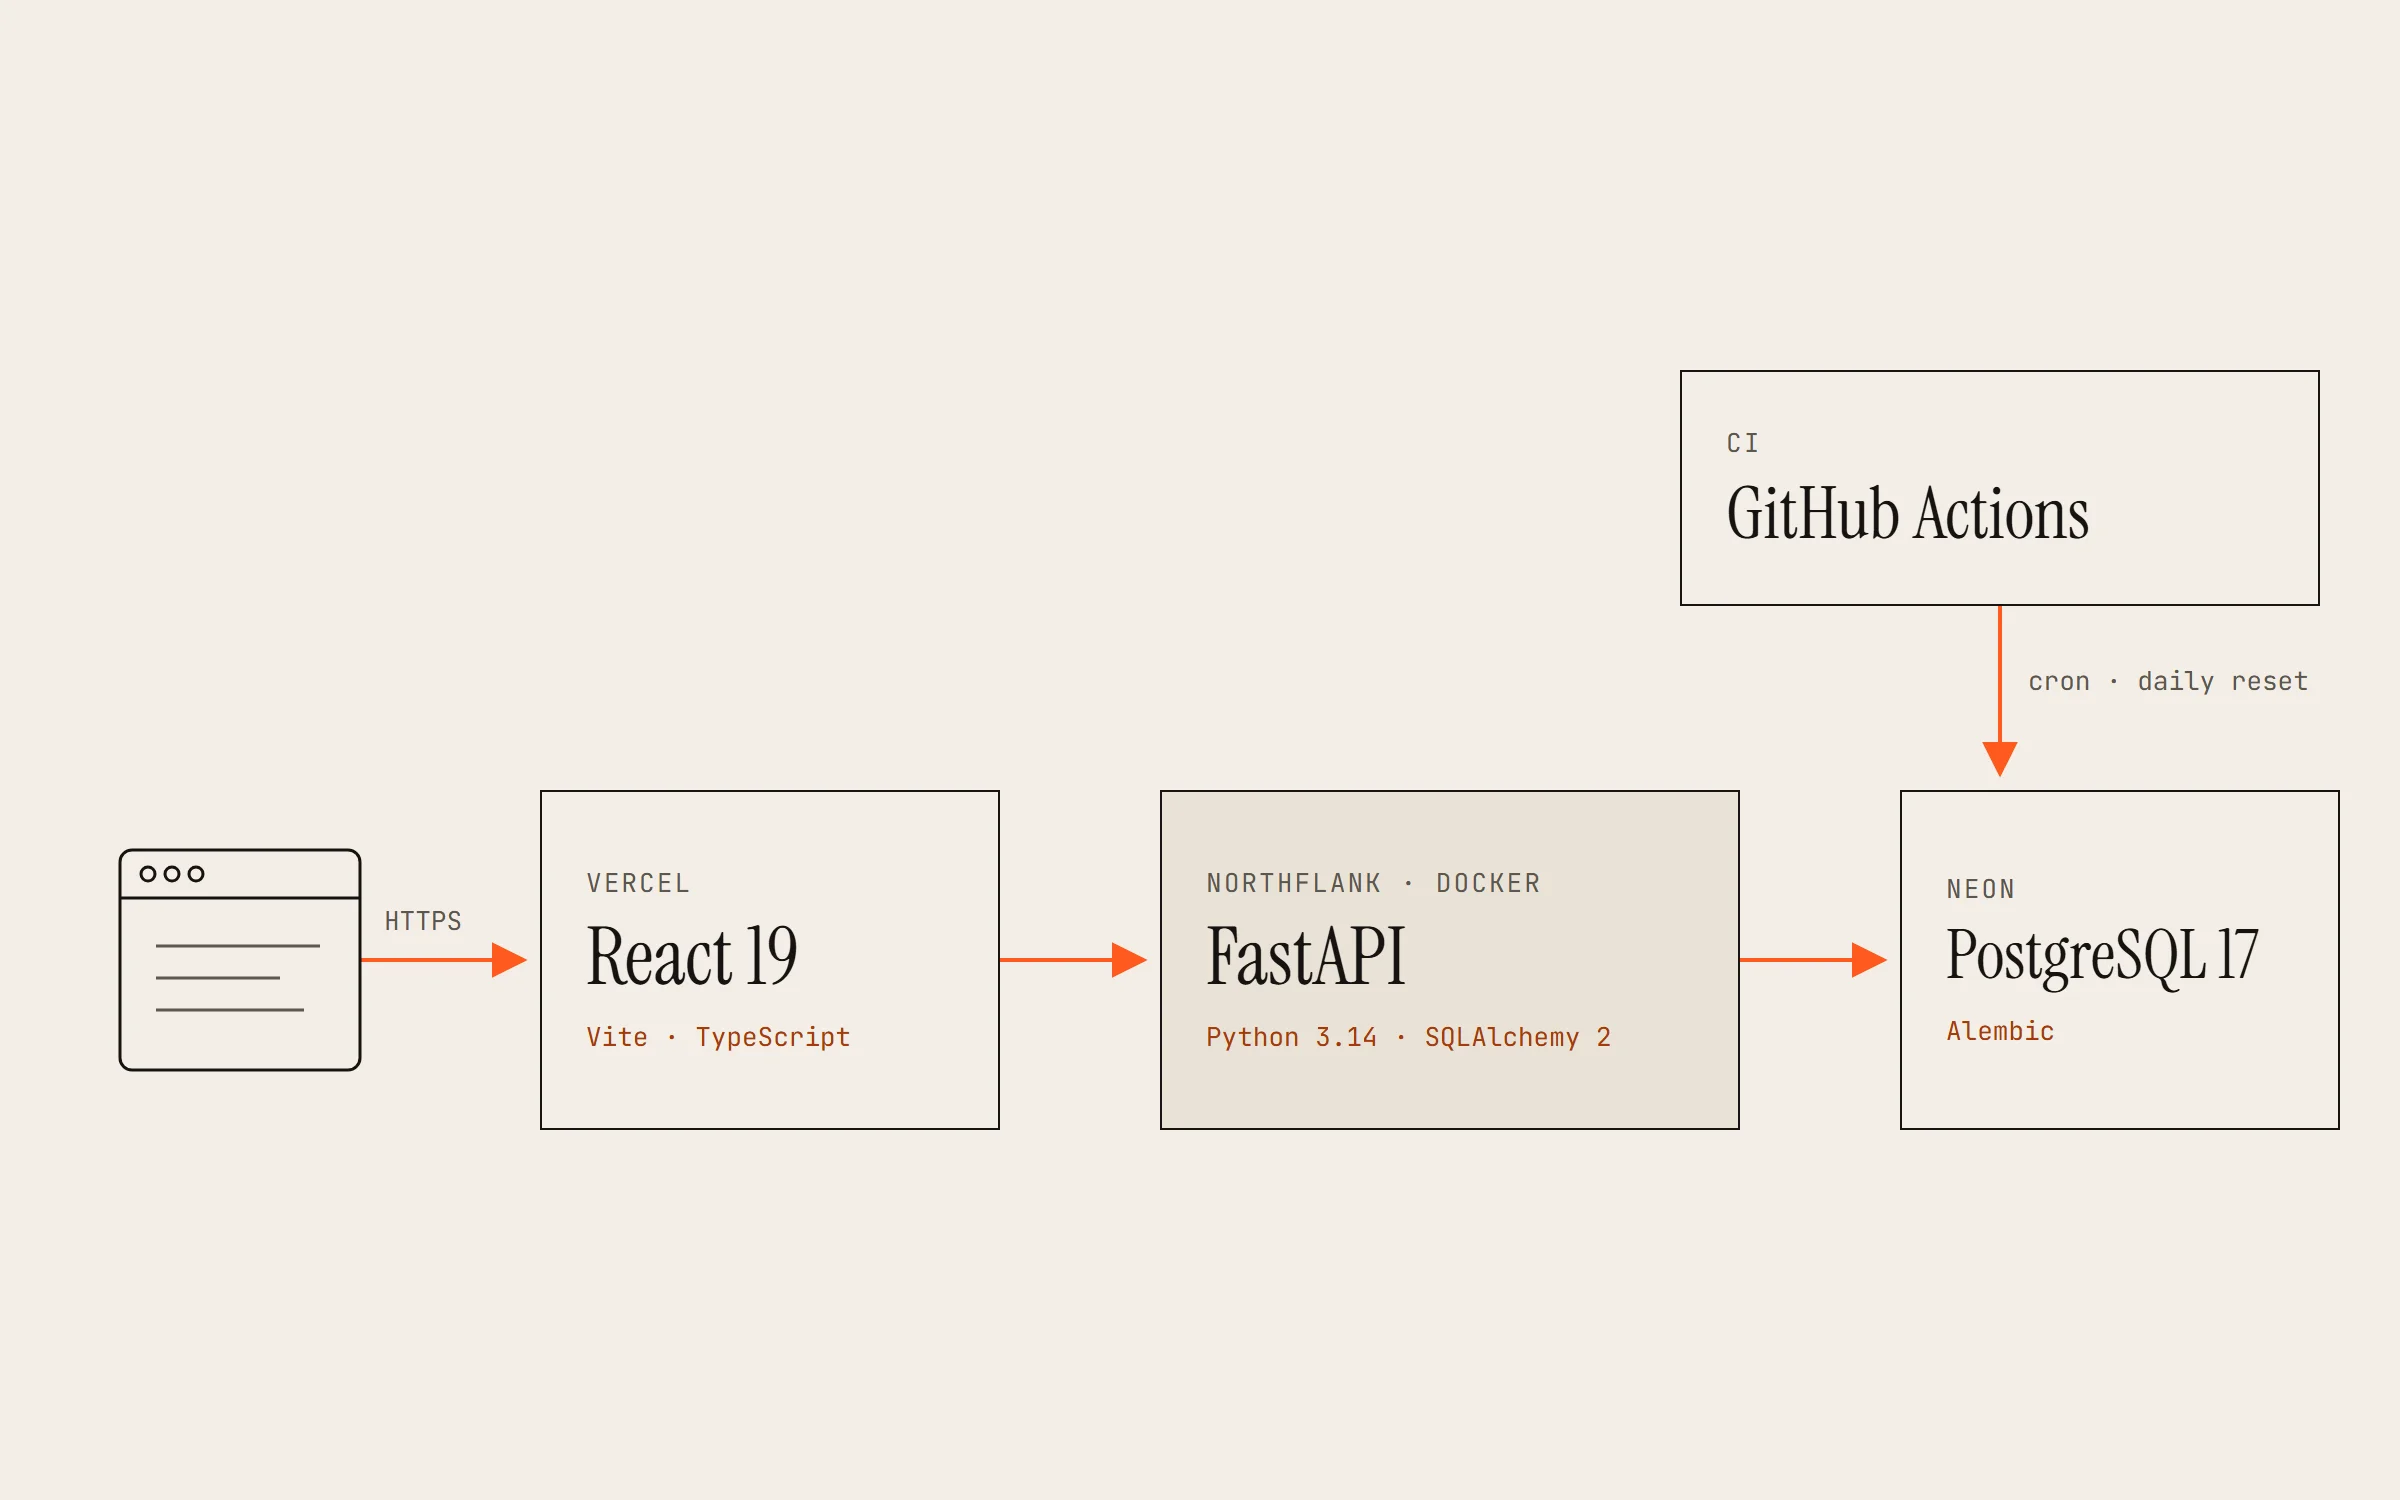 CI
GitHub Actions
cron · daily reset
HTTPS
VERCEL
React 19
Vite · TypeScript
NORTHFLANK · DOCKER
FastAPI
Python 3.14 · SQLAlchemy 2
NEON
PostgreSQL 17
Alembic